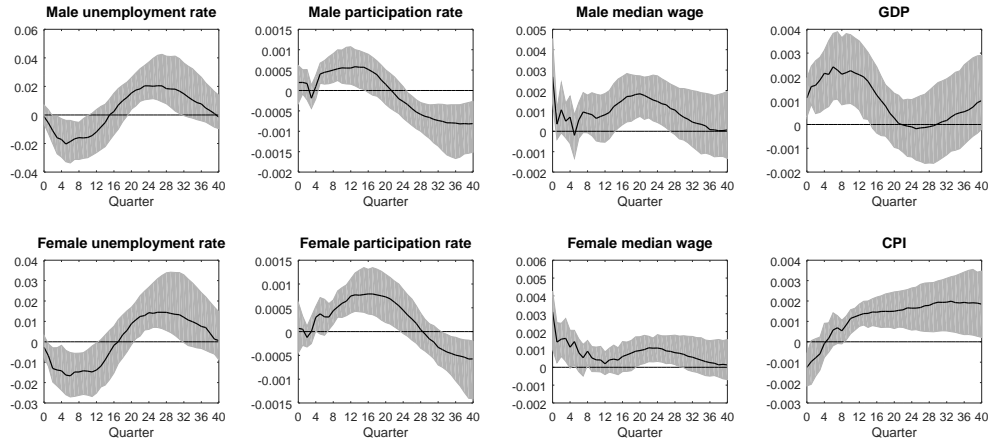 Male unemployment rate
0.06
0.04
0.02
0
-0.02
-0.04
0 4 8 12 16 20 24 28 32 36 40
Quarter
Male participation rate
0.0015
0.001
0.0005
0
-0.0005
-0.001
-0.0015
-0.002
0 4 8 12 16 20 24 28 32 36 40
Quarter
Male median wage
0.005
0.004
0.003
0.002
0.001
0
-0.001
-0.002
0 4 8 12 16 20 24 28 32 36 40
Quarter
GDP
0.004
0.003
0.002
0.001
0
-0.001
-0.002
0 4 8 12 16 20 24 28 32 36 40
Quarter
Female unemployment rate
0.04
0.03
0.02
0.01
0
-0.01
-0.02
-0.03
0 4 8 12 16 20 24 28 32 36 40
Quarter
Female participation rate
0.0015
0.001
0.0005
0
-0.0005
-0.001
-0.0015
0 4 8 12 16 20 24 28 32 36 40
Quarter
Female median wage
0.006
0.005
0.004
0.003
0.002
0.001
0
-0.001
-0.002
0 4 8 12 16 20 24 28 32 36 40
Quarter
CPI
0.004
0.003
0.002
0.001
0
-0.001
-0.002
-0.003
0 4 8 12 16 20 24 28 32 36 40
Quarter